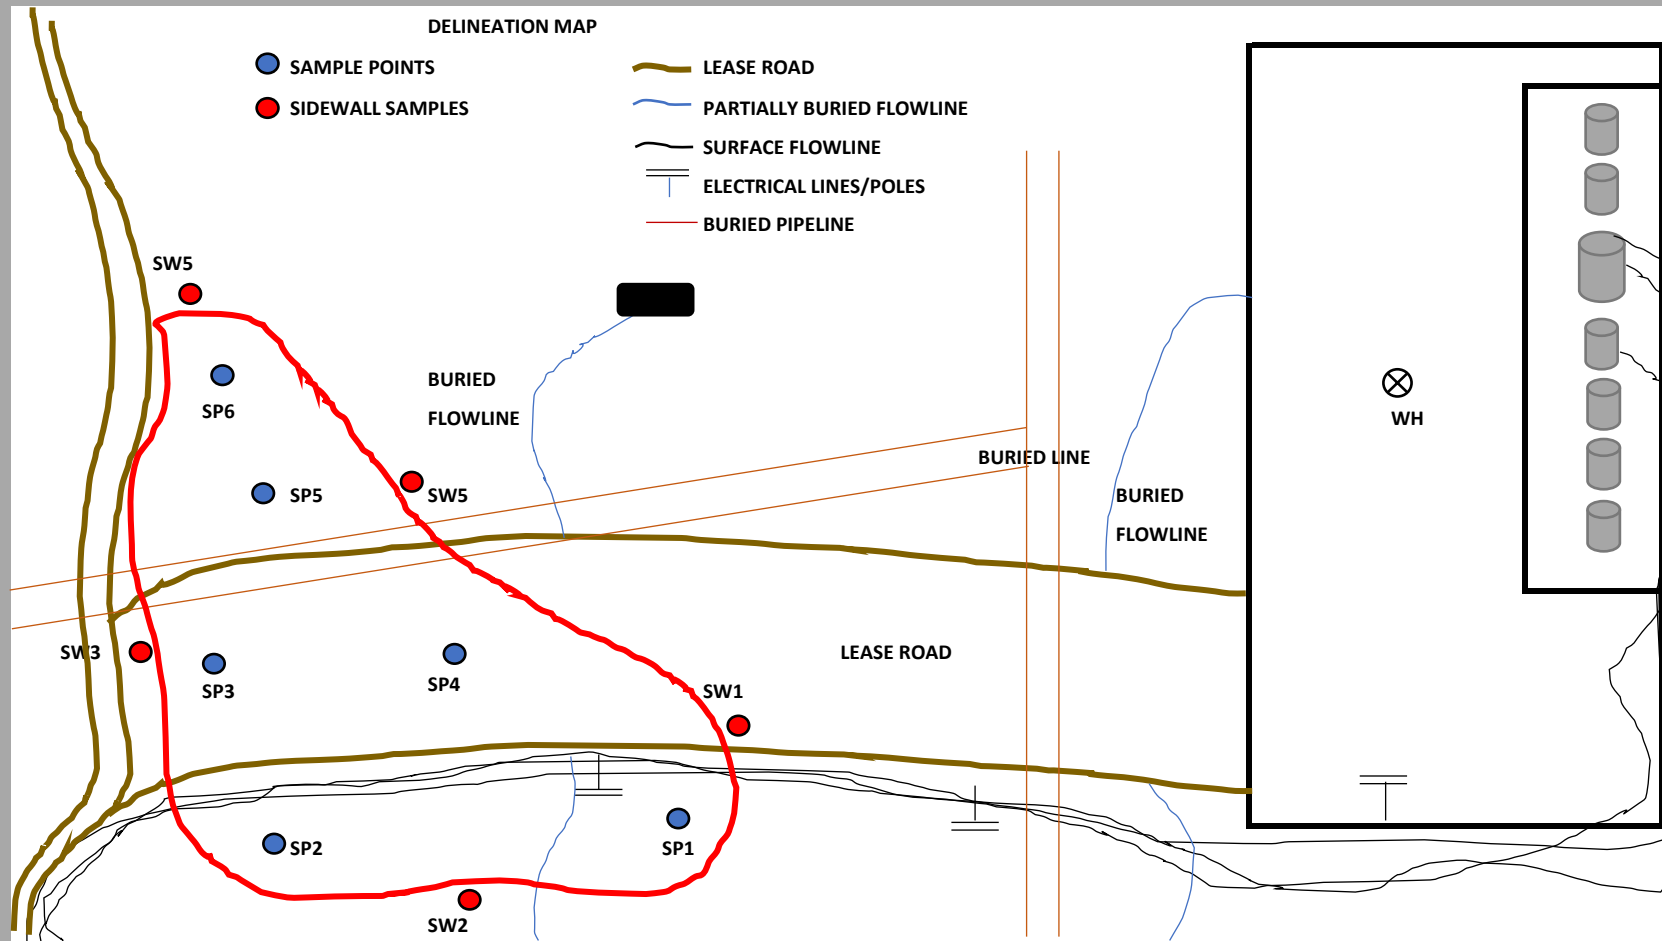 DELINEATION MAP
SAMPLE POINTS
SIDEWALL SAMPLES
LEASE ROAD
PARTIALLY BURIED FLOWLINE
SURFACE FLOWLINE
ELECTRICAL LINES/POLES
BURIED PIPELINE
SW5
SP6
BURIED
FLOWLINE
WH
BURIED LINE
SP5
SW5
BURIED
FLOWLINE
SW3
SP3
SP4
LEASE ROAD
SW1
SP2
SP1
SW2